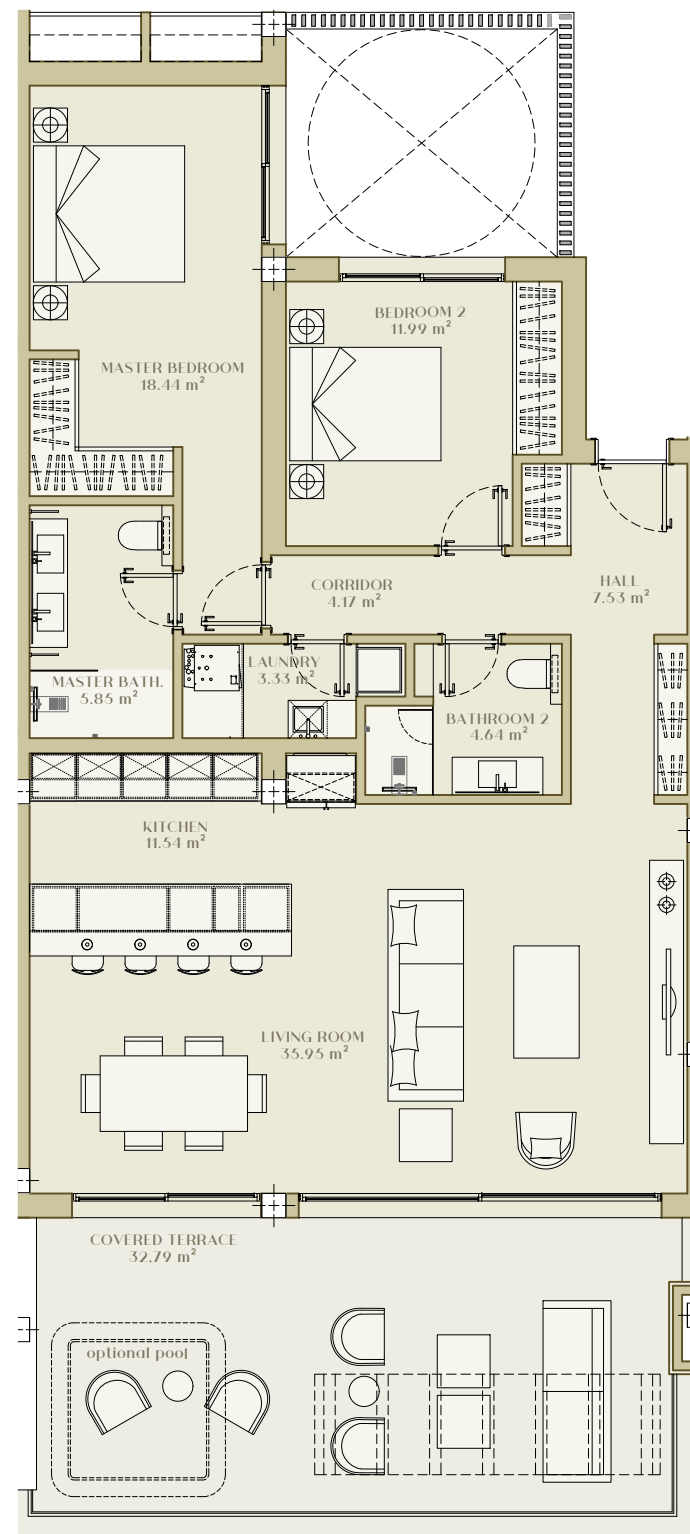 BEDROOM 2
11.99 m²
MASTER BEDROOM
18.44 m²
CORRIDOR
4.17 m²
HALL
7.53 m²
LAUNDRY
3.33 m²
MASTER BATH.
5.85 m²
BATHROOM 2
4.64 m²
KITCHEN
11.54 m²
LIVING ROOM
35.95 m²
COVERED TERRACE
32.79 m²
optional pool